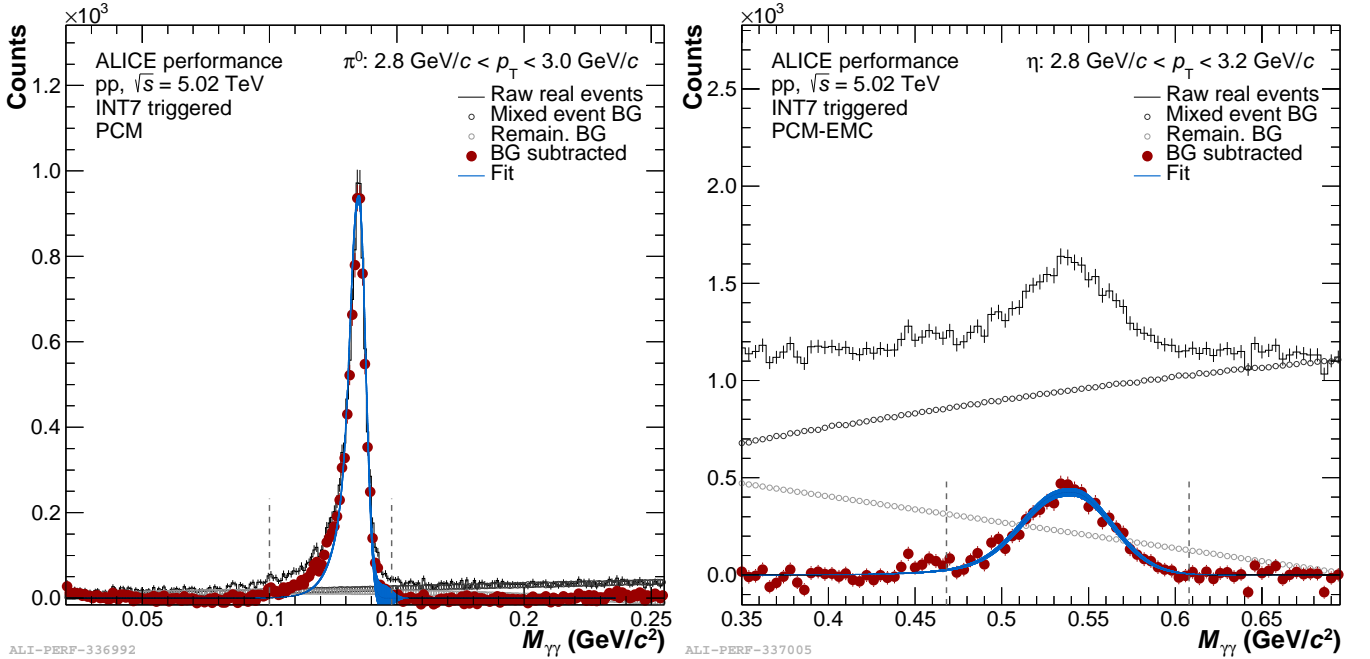 ×10³
Counts
ALICE performance
pp, √s = 5.02 TeV
INT7 triggered
PCM
π⁰: 2.8 GeV/c < p_T < 3.0 GeV/c
Raw real events
Mixed event BG
Remain. BG
BG subtracted
Fit
1.2
1.0
0.8
0.6
0.4
0.2
0.0
0.05
0.1
0.15
0.2
0.25
M_γγ (GeV/c²)
ALI-PERF-336992
×10³
Counts
ALICE performance
pp, √s = 5.02 TeV
INT7 triggered
PCM-EMC
η: 2.8 GeV/c < p_T < 3.2 GeV/c
Raw real events
Mixed event BG
Remain. BG
BG subtracted
Fit
2.5
2.0
1.5
1.0
0.5
0.0
0.35
0.40
0.45
0.50
0.55
0.60
0.65
M_γγ (GeV/c²)
ALI-PERF-337005